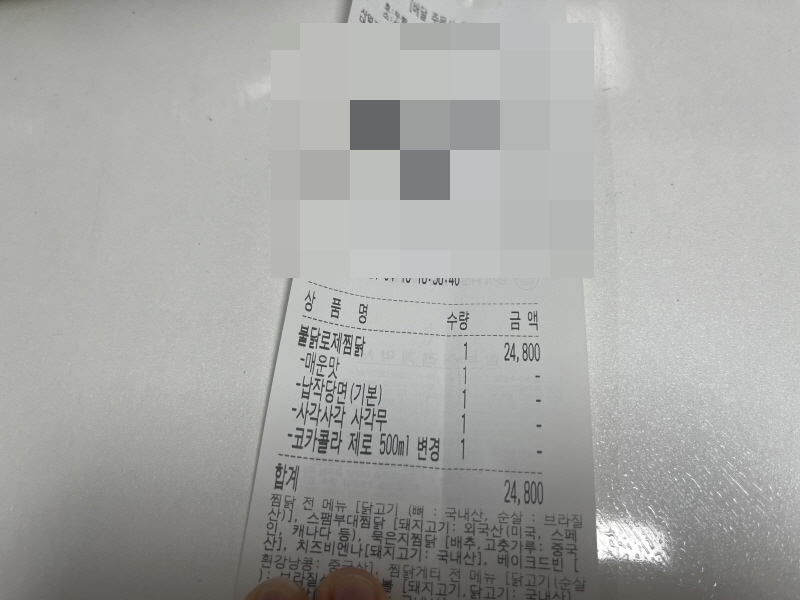 상 품 명 수량 금 액
불닭로제찜닭 1 24,800
-매운맛 1 -
-납작당면(기본) 1 -
-사각사각 사각무 1 -
-코카콜라 제로 500ml 변경 1 -
합계 24,800
찜닭 전 메뉴 [닭고기 (뼈 : 국내산, 순살 : 브라질
산)], 스팸부대찜닭 [돼지고기: 외국산(미국, 스페
인, 캐나다 등), 묵은지찜닭 [배추,고춧가루: 중국
산], 치즈비엔나[돼지고기: 국내산], 베이크드빈 [
흰강낭콩: 중국산], 찜닭게티 전 메뉴 [닭고기(순살
[돼지고기,닭고기: 국내산]